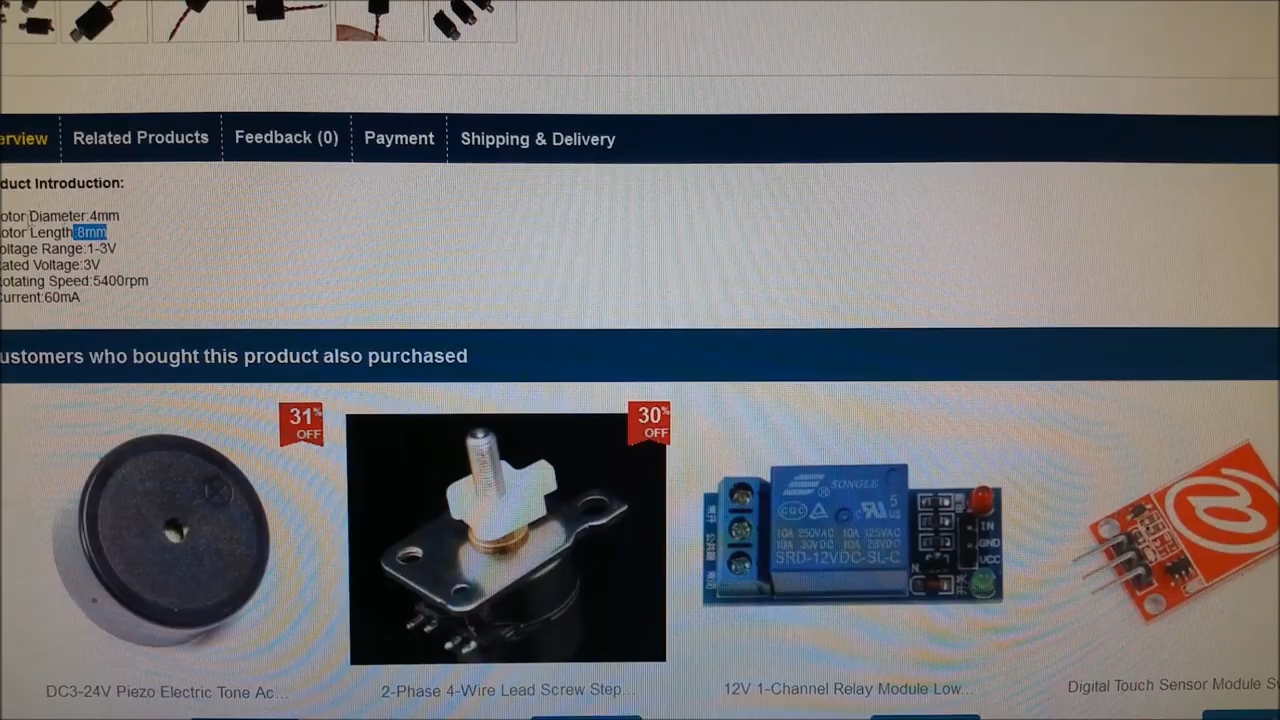 erview Related Products Feedback (0) Payment Shipping & Delivery
duct Introduction:
otor Diameter:4mm
otor Length:8mm
oltage Range:1-3V
ated Voltage:3V
otating Speed:5400rpm
urrent:60mA
ustomers who bought this product also purchased
31% OFF
30% OFF
SONGLE
10A 250VAC 10A 125VAC
10A 30VDC 10A 28VDC
SRD-12VDC-SL-C
IN
GND
VCC
DC3-24V Piezo Electric Tone Ac...
2-Phase 4-Wire Lead Screw Step...
12V 1-Channel Relay Module Low...
Digital Touch Sensor Module S